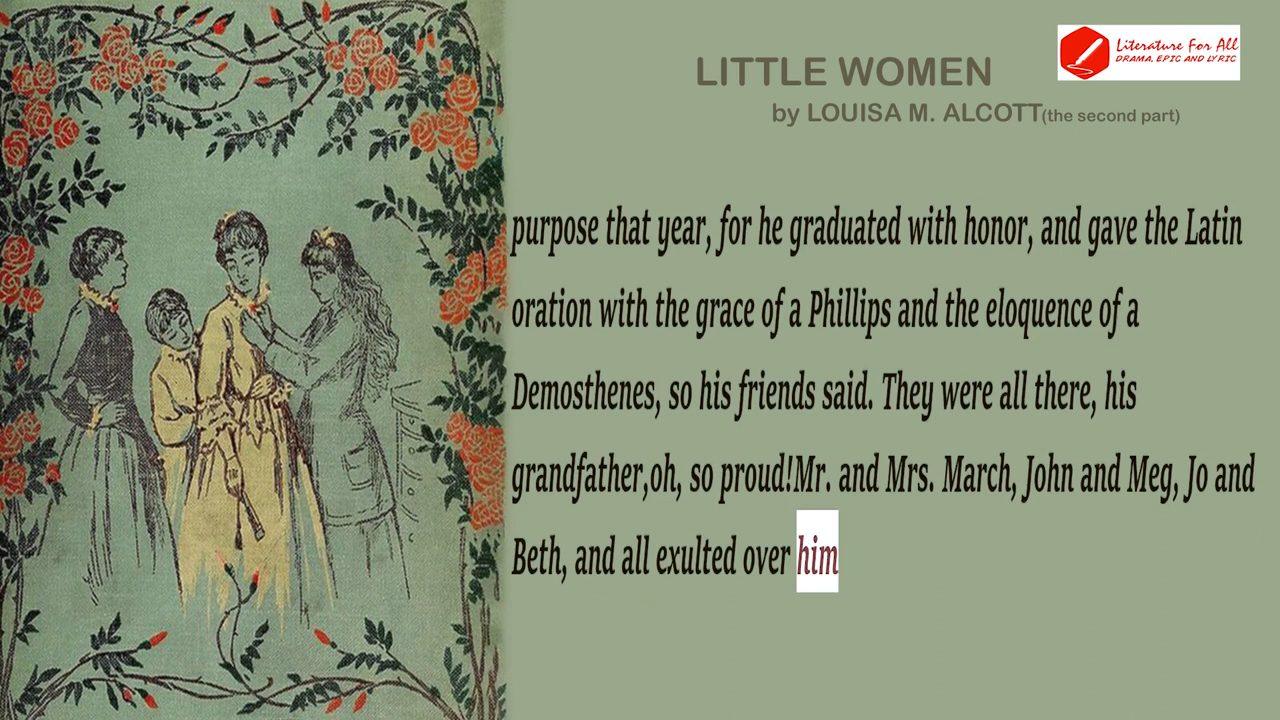 LITTLE WOMEN
by LOUISA M. ALCOTT(the second part)
Literature For All
DRAMA, EPIC AND LYRIC
purpose that year, for he graduated with honor, and gave the Latin
oration with the grace of a Phillips and the eloquence of a
Demosthenes, so his friends said. They were all there, his
grandfather,oh, so proud!Mr. and Mrs. March, John and Meg, Jo and
Beth, and all exulted over him